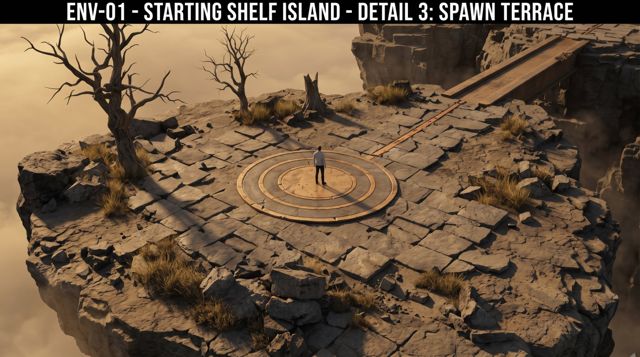 ENV-01 - STARTING SHELF ISLAND - DETAIL 3: SPAWN TERRACE